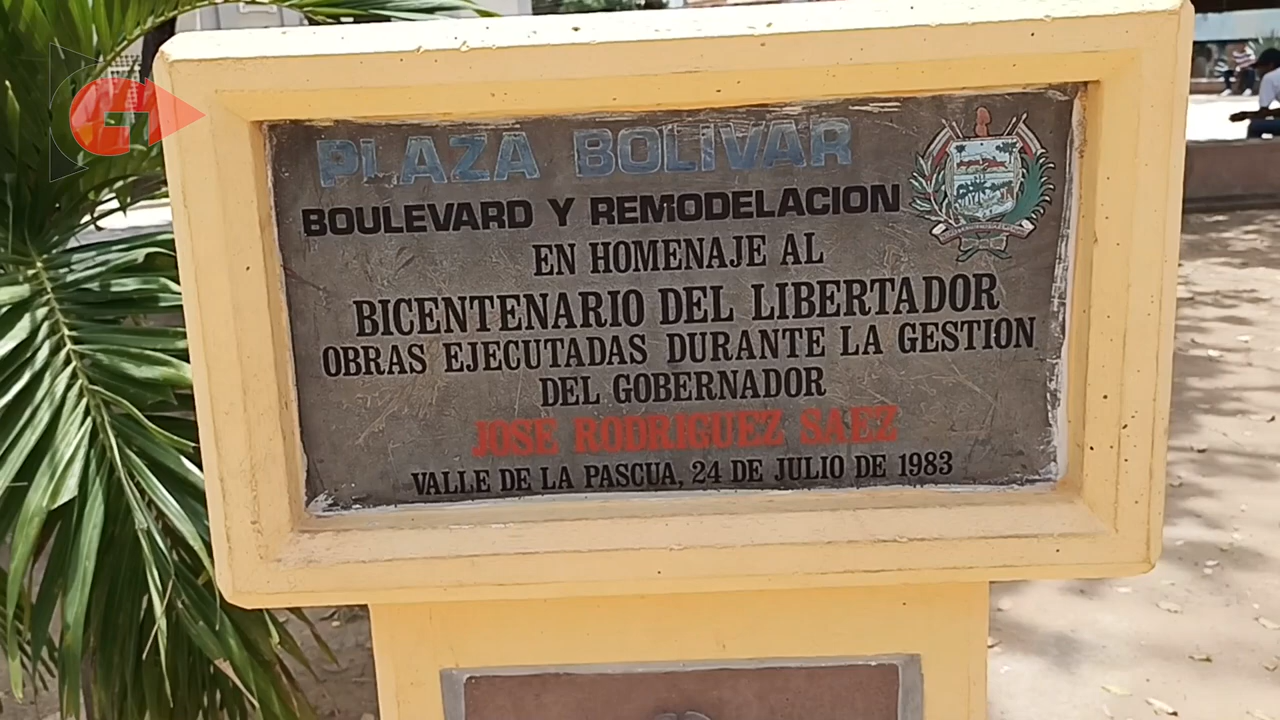 PLAZA BOLIVAR
BOULEVARD Y REMODELACION
EN HOMENAJE AL
BICENTENARIO DEL LIBERTADOR
OBRAS EJECUTADAS DURANTE LA GESTION
DEL GOBERNADOR
JOSE RODRIGUEZ SAEZ
VALLE DE LA PASCUA, 24 DE JULIO DE 1983